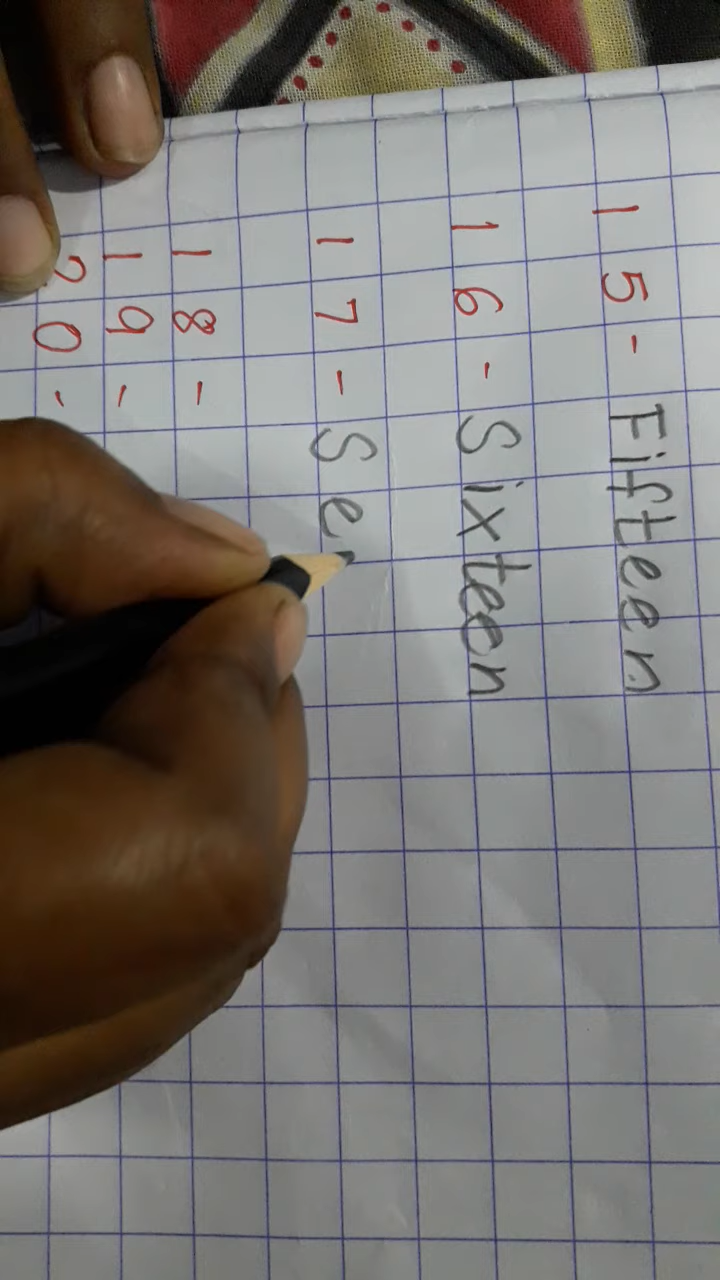 15 - Fifteen
16 - Sixteen
17 - Se
18 -
19 -
20 -